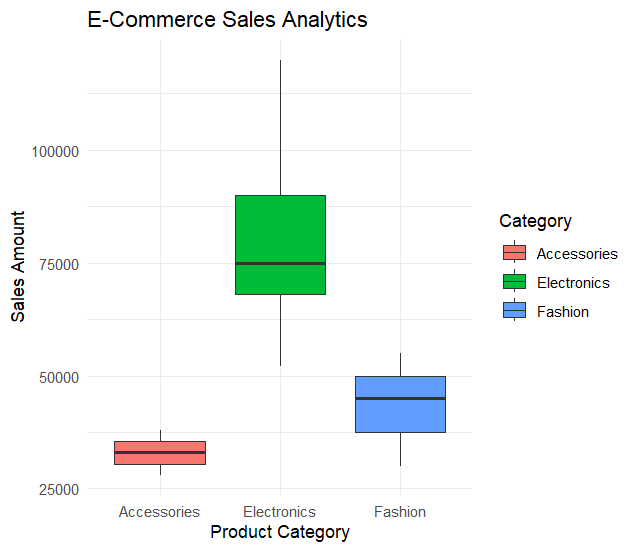 E-Commerce Sales Analytics
Sales Amount
100000
75000
50000
25000
Accessories Electronics Fashion
Product Category
Category
Accessories
Electronics
Fashion